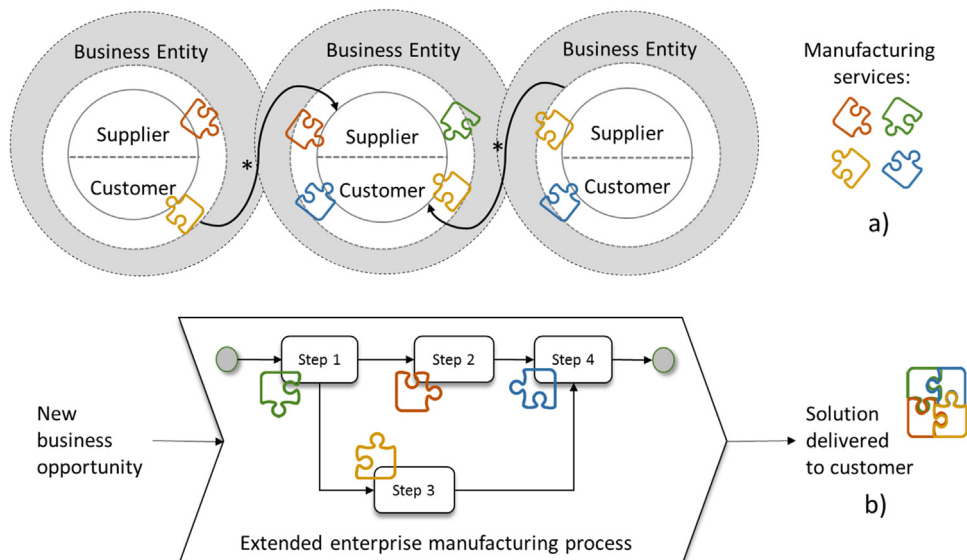 Business Entity
Business Entity
Business Entity
Manufacturing
services:
Supplier
Customer
*
Supplier
Customer
*
Supplier
Customer
a)
Step 1
Step 2
Step 4
New
business
opportunity
Step 3
Solution
delivered
to customer
b)
Extended enterprise manufacturing process